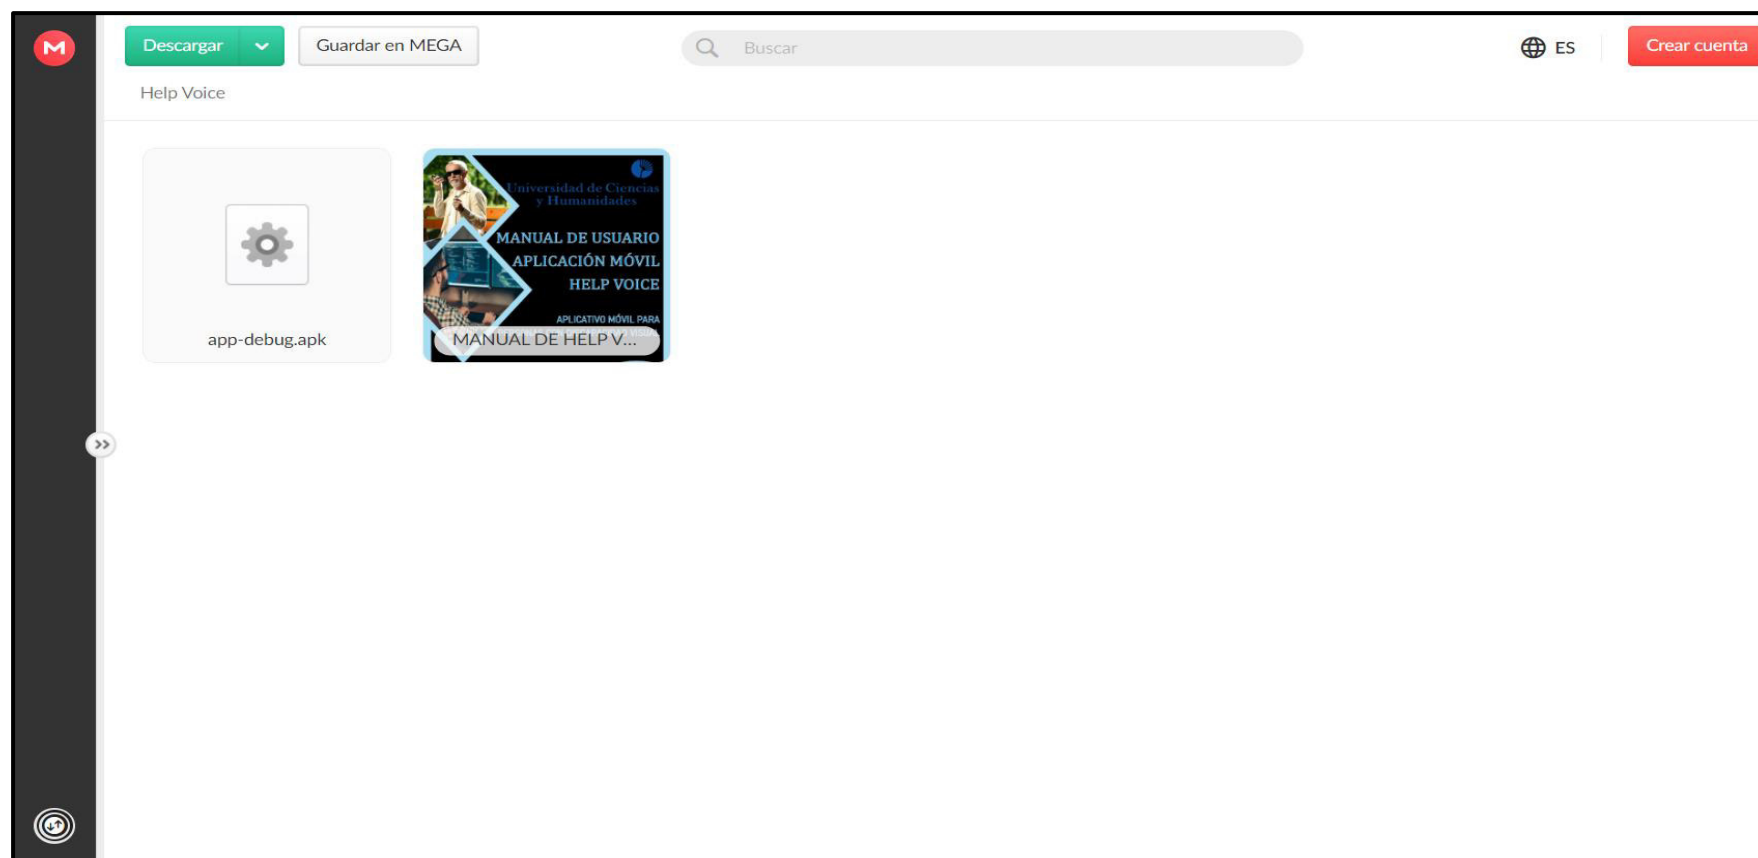 M
Descargar
Guardar en MEGA
Buscar
ES
Crear cuenta
Help Voice
app-debug.apk
Universidad de Ciencias
y Humanidades
MANUAL DE USUARIO
APLICACIÓN MÓVIL
HELP VOICE
APLICATIVO MÓVIL PARA
MANUAL DE HELP V...